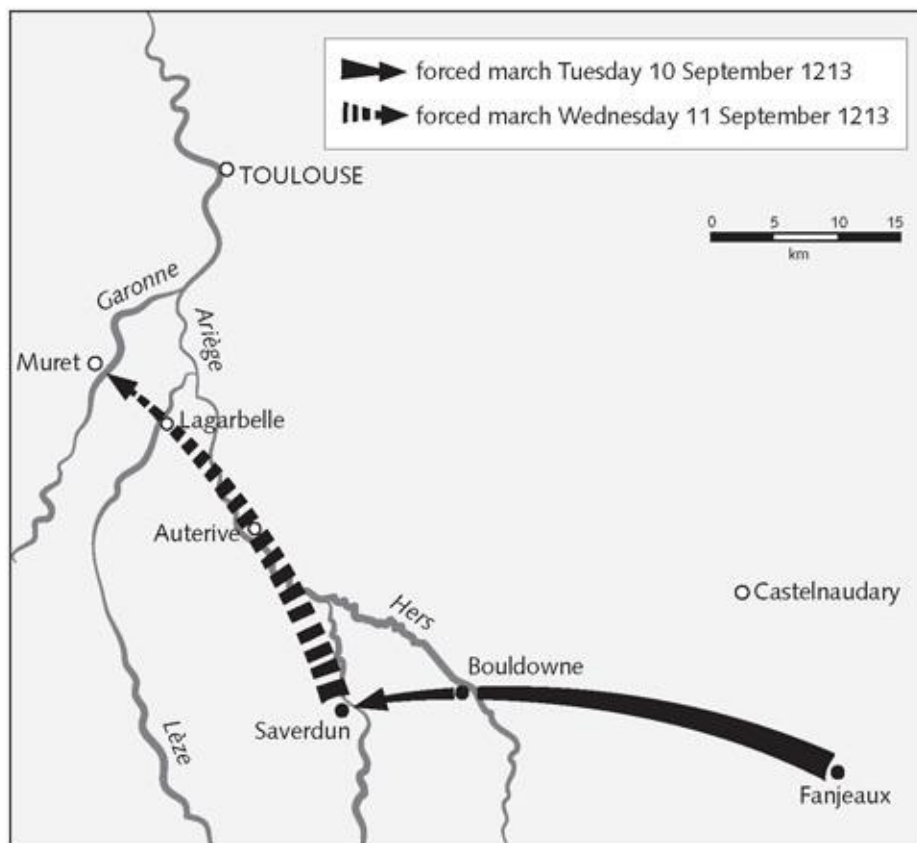 forced march Tuesday 10 September 1213
forced march Wednesday 11 September 1213
TOULOUSE
0 5 10 15
km
Garonne
Ariège
Muret
Lagarbelle
Auterive
Castelnaudary
Hers
Bouldowne
Saverdun
Lèze
Fanjeaux